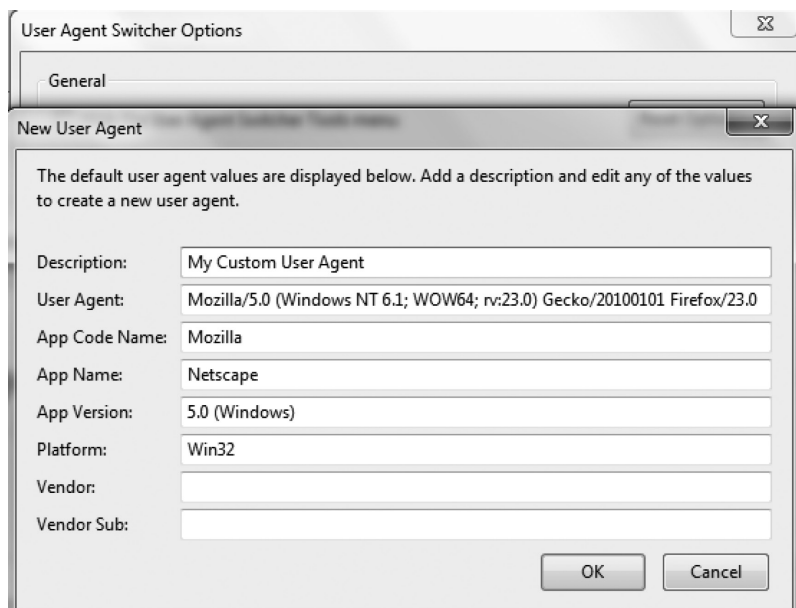 User Agent Switcher Options
General
New User Agent
The default user agent values are displayed below. Add a description and edit any of the values
to create a new user agent.
Description: My Custom User Agent
User Agent: Mozilla/5.0 (Windows NT 6.1; WOW64; rv:23.0) Gecko/20100101 Firefox/23.0
App Code Name: Mozilla
App Name: Netscape
App Version: 5.0 (Windows)
Platform: Win32
Vendor:
Vendor Sub:
OK Cancel